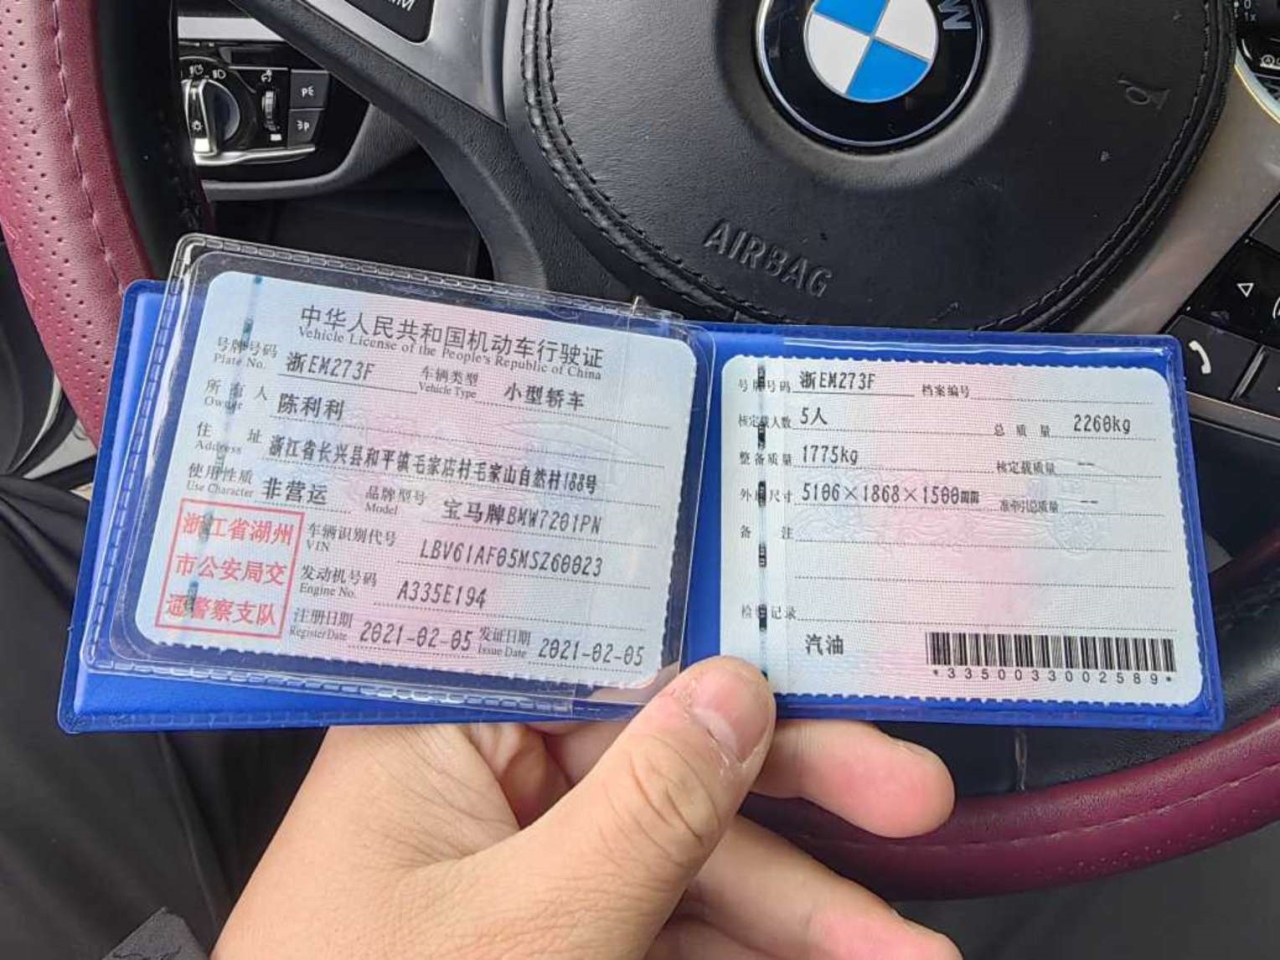 W
P€
AIRBAG
中华人民共和国机动车行驶证
Vehicle License of the People's Republic of China
号牌号码 浙EM273F 车辆类型 小型轿车
Plate No. Vehicle Type
所有人 陈利利
Owner
住址 浙江省长兴县和平镇毛家店村毛家山自然村188号
Address
使用性质 非营运 品牌型号 宝马牌BMW7201PN
Use Character Model
浙江省湖州
市公安局交
通警察支队
车辆识别代号 LBV61AF05MSZ60023
VIN
发动机号码 A335E194
Engine No.
注册日期 2021-02-05 发证日期 2021-02-05
Register Date Issue Date
号牌号码 浙EM273F 档案编号
核定载人数 5人 总质量 2260kg
整备质量 1775kg 核定载质量 --
外廓尺寸 5106×1868×1500mm 准牵引总质量 --
备注
检验记录
汽油
*3350033002589*